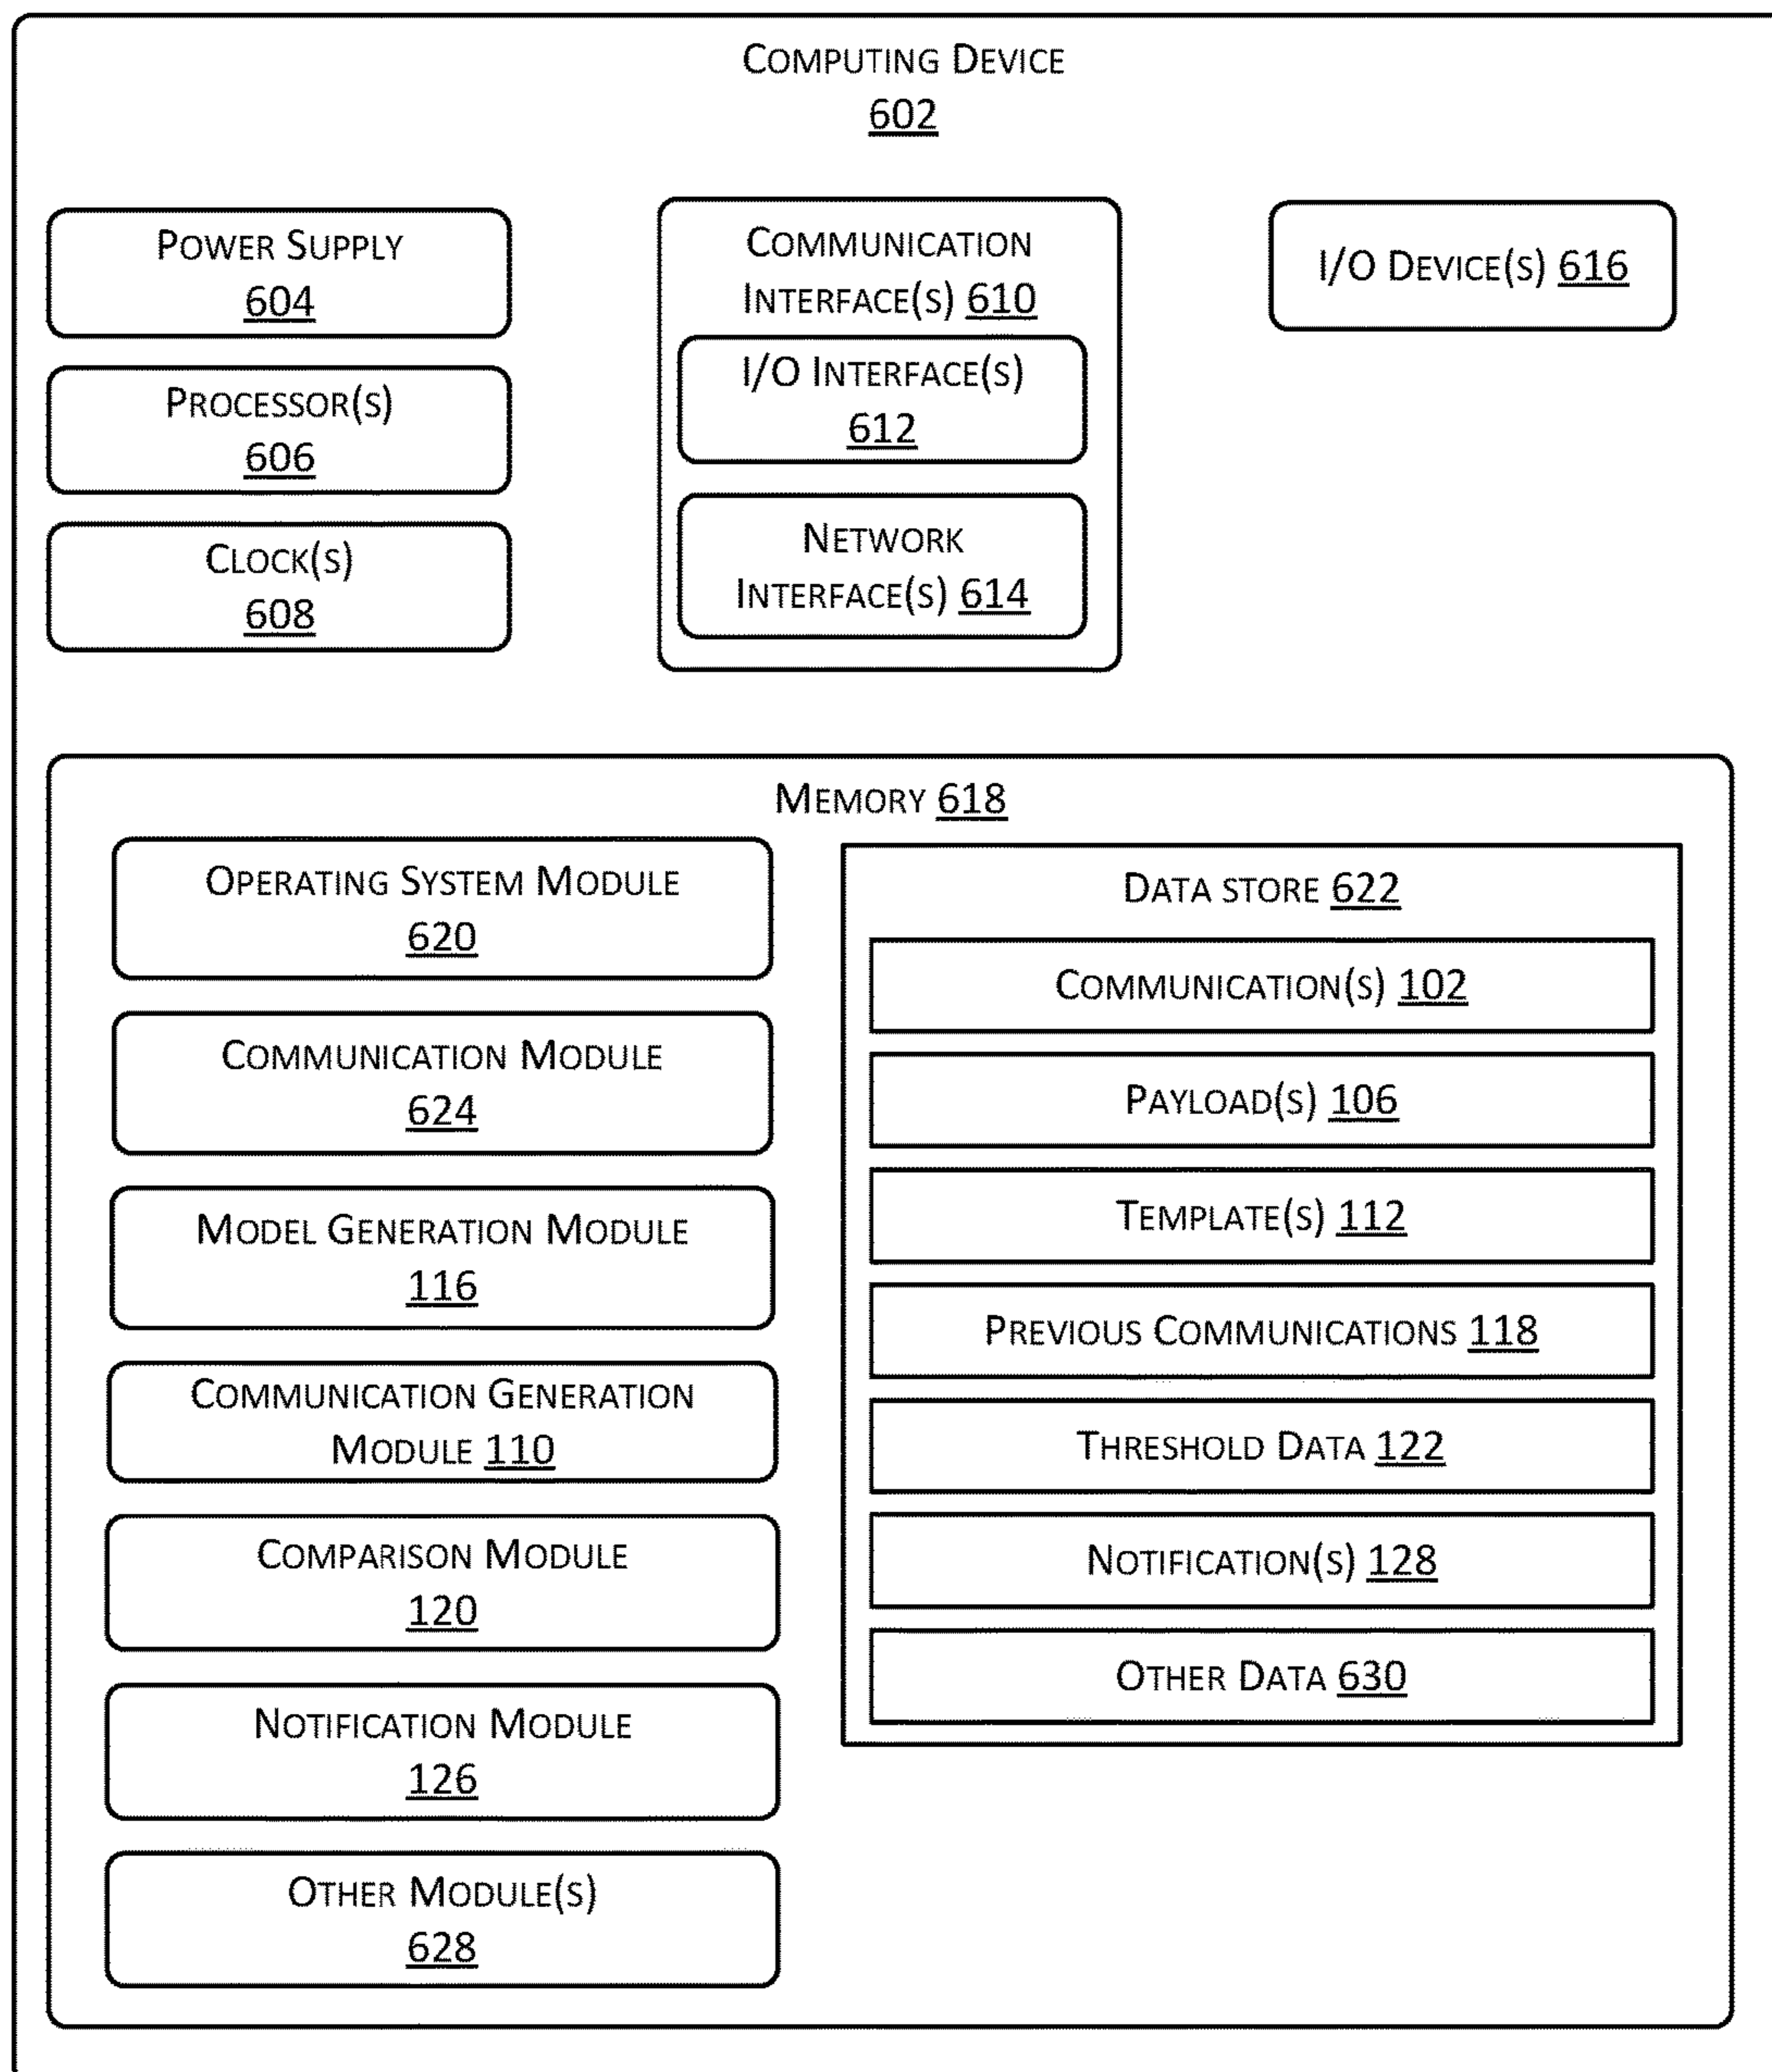 COMPUTING DEVICE
602
POWER SUPPLY
604
PROCESSOR(S)
606
CLOCK(S)
608
COMMUNICATION
INTERFACE(S) 610
I/O INTERFACE(S)
612
NETWORK
INTERFACE(S) 614
I/O DEVICE(S) 616
MEMORY 618
OPERATING SYSTEM MODULE
620
COMMUNICATION MODULE
624
MODEL GENERATION MODULE
116
COMMUNICATION GENERATION
MODULE 110
COMPARISON MODULE
120
NOTIFICATION MODULE
126
OTHER MODULE(S)
628
DATA STORE 622
COMMUNICATION(S) 102
PAYLOAD(S) 106
TEMPLATE(S) 112
PREVIOUS COMMUNICATIONS 118
THRESHOLD DATA 122
NOTIFICATION(S) 128
OTHER DATA 630